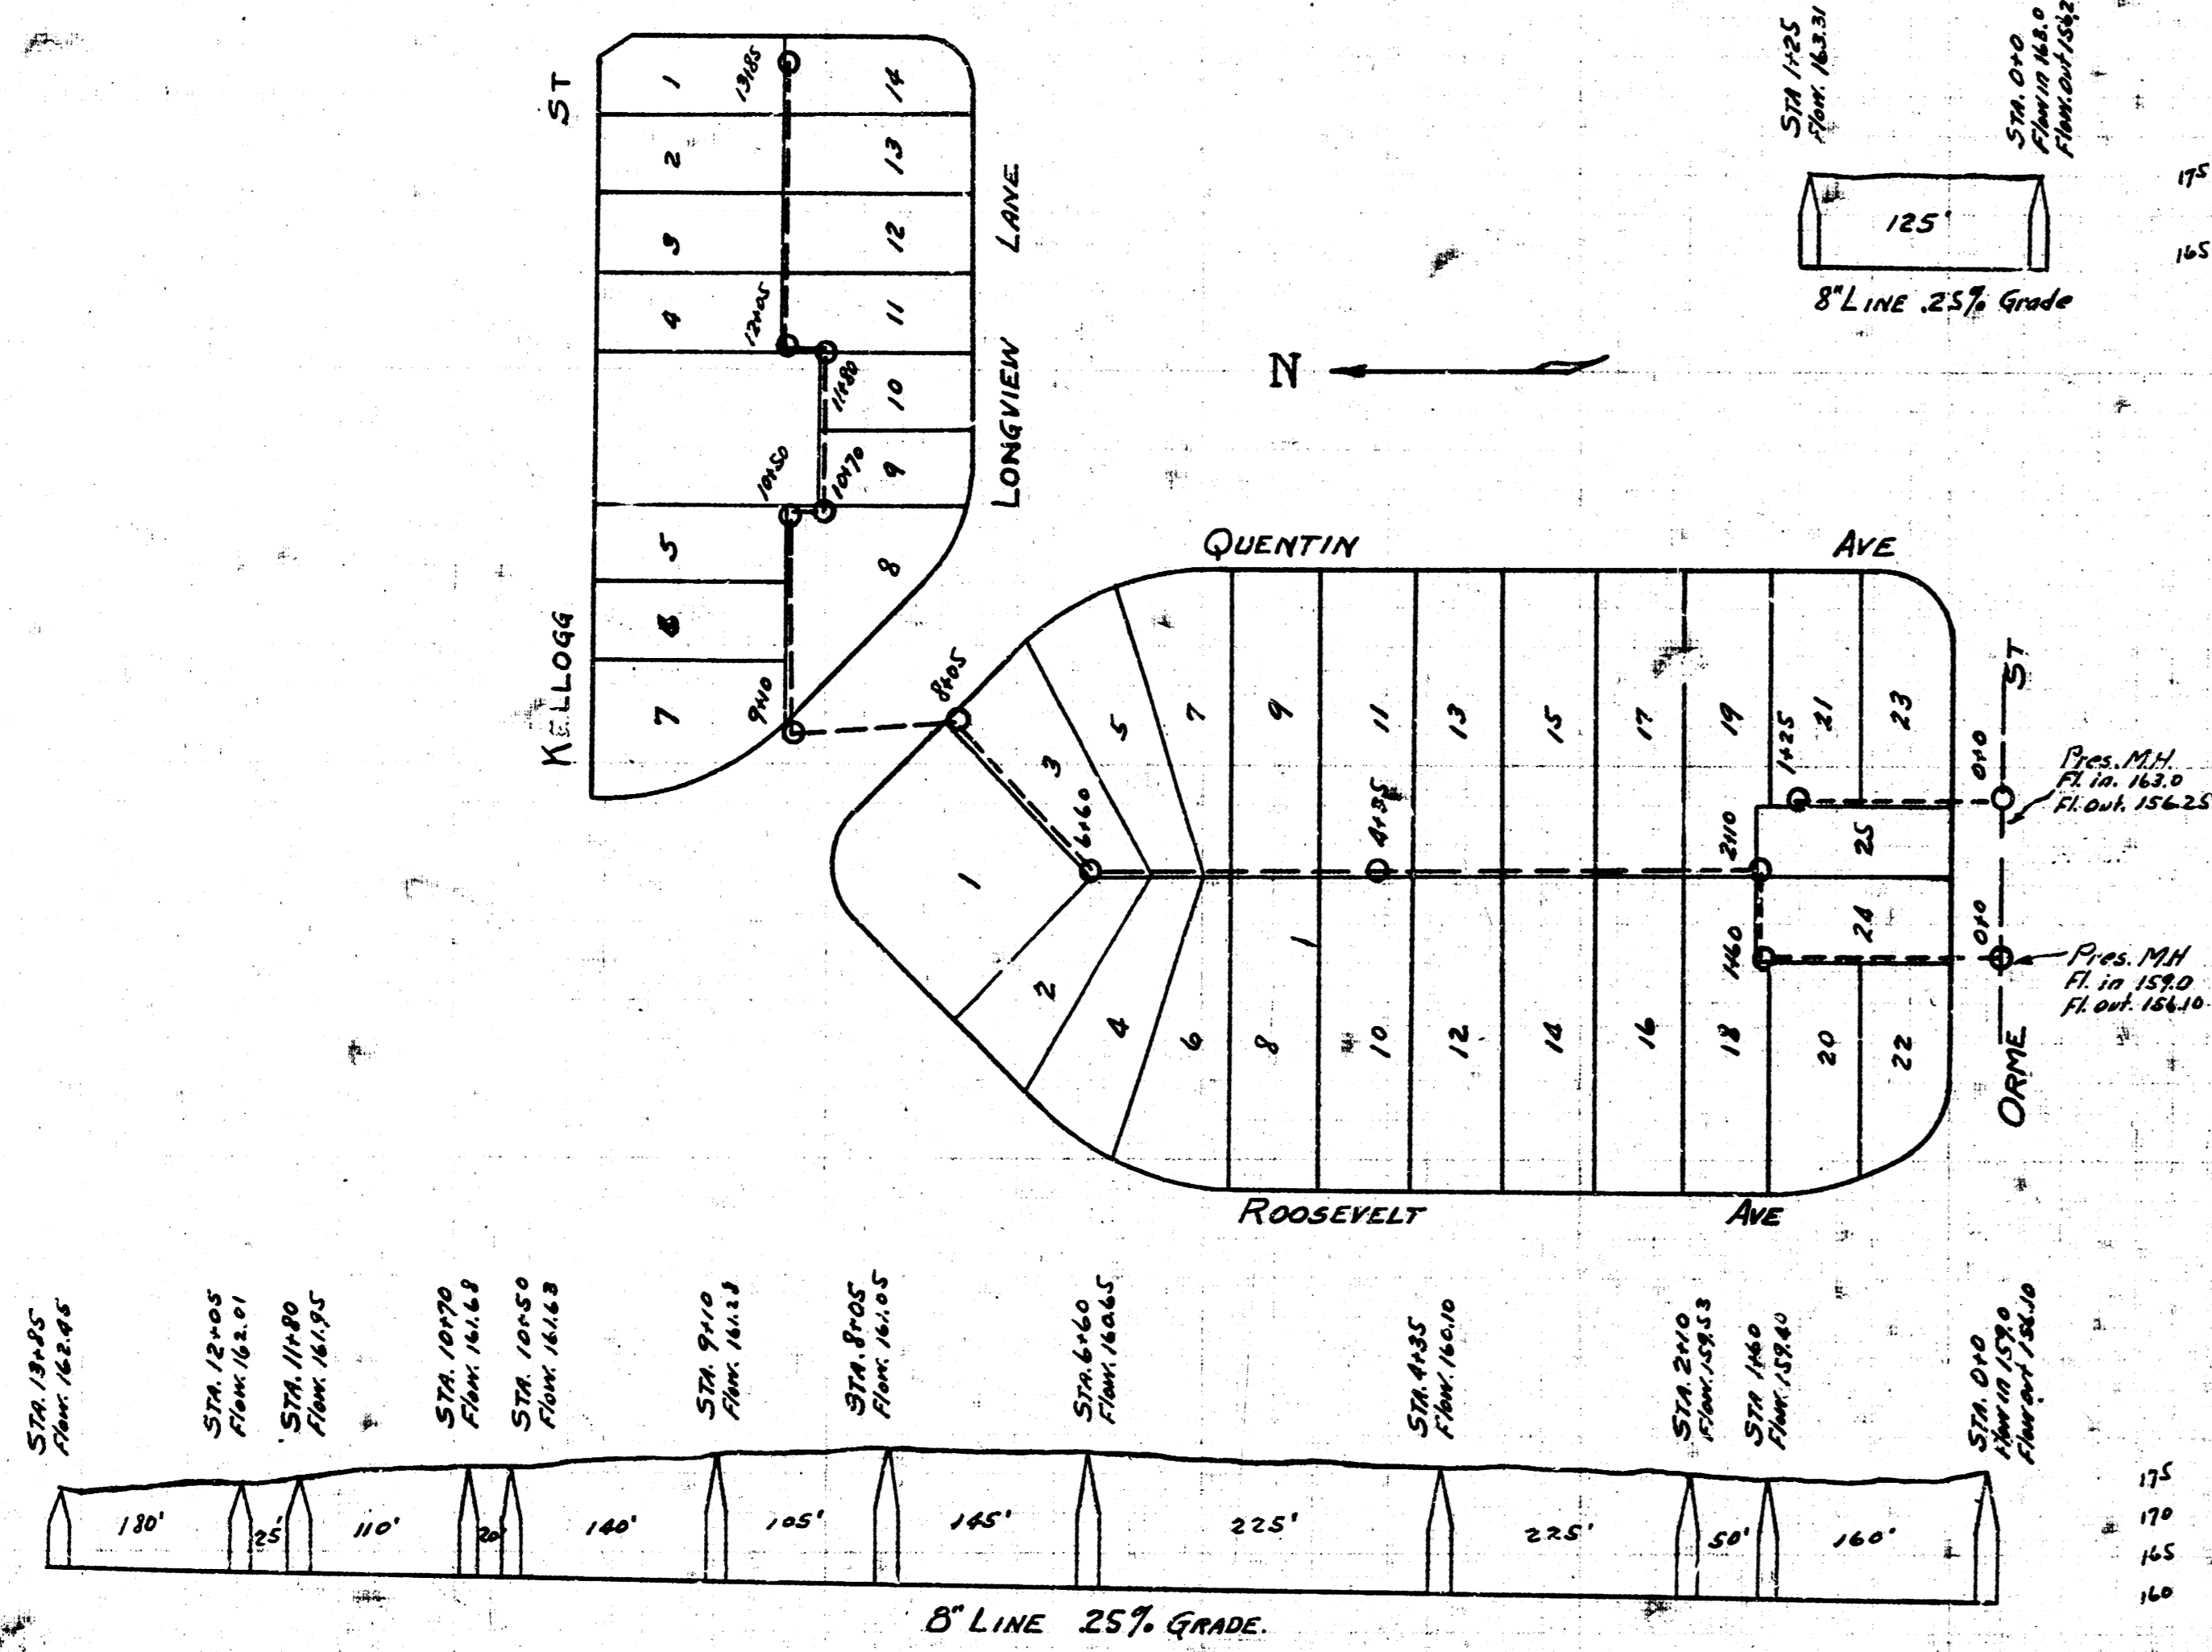 STA 1+25
Flow. 163.31
STA. 0+0
Flow in 163.0
Flow. out 156.2
175
165
125'
8" LINE .25% Grade
N
ST
KELLOGG
LANE
LONGVIEW
1
2
3
4
5
6
7
14
13
12
11
10
9
8
13+85
12+05
11+80
10+70
10+50
9+10
8+05
QUENTIN
AVE
1
3
5
7
9
11
13
15
17
19
21
23
2
4
6
8
10
12
14
16
18
20
22
24
25
1
6+60
4+35
2+10
1+60
1+25
0+0
0+0
ST
ORME
Pres. M.H.
Fl. in. 163.0
Fl. out. 156.25
Pres. M.H
Fl. in 159.0
Fl. out. 156.10
ROOSEVELT
AVE
STA. 13+85
Flow. 162.45
STA. 12+05
Flow. 162.01
STA. 11+80
Flow. 161.95
STA. 10+70
Flow. 161.68
STA. 10+50
Flow. 161.63
STA. 9+10
Flow. 161.28
STA. 8+05
Flow. 161.05
STA. 6+60
Flow. 160.65
STA. 4+35
Flow. 160.10
STA. 2+10
Flow. 159.53
STA 1+60
Flow. 159.40
STA. 0+0
Flow in 159.0
Flow out 156.10
180'
25'
110'
20'
140'
105'
145'
225'
225'
50'
160'
175
170
165
160
8" LINE .25% GRADE.